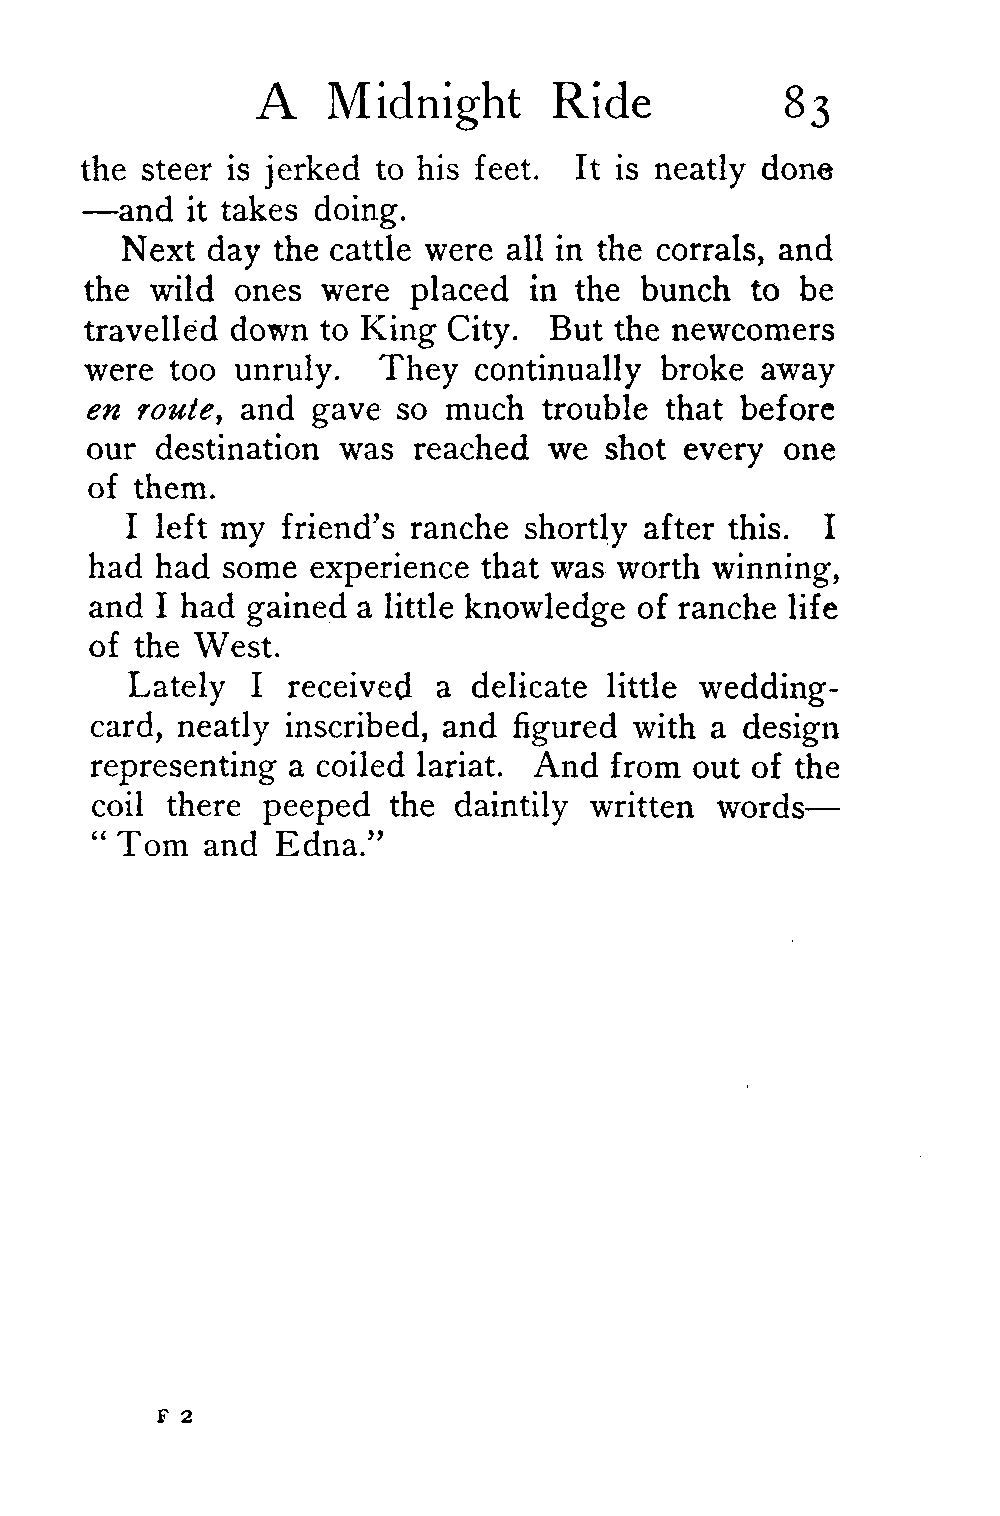 A Midnight Ride 83
the steer is jerked to his feet. It is neatly done
—and it takes doing.
Next day the cattle were all in the corrals, and
the wild ones were placed in the bunch to be
travelled down to King City. But the newcomers
were too unruly. They continually broke away
en route, and gave so much trouble that before
our destination was reached we shot every one
of them.
I left my friend's ranche shortly after this. I
had had some experience that was worth winning,
and I had gained a little knowledge of ranche life
of the West.
Lately I received a delicate little wedding-
card, neatly inscribed, and figured with a design
representing a coiled lariat. And from out of the
coil there peeped the daintily written words—
“ Tom and Edna.”
F 2